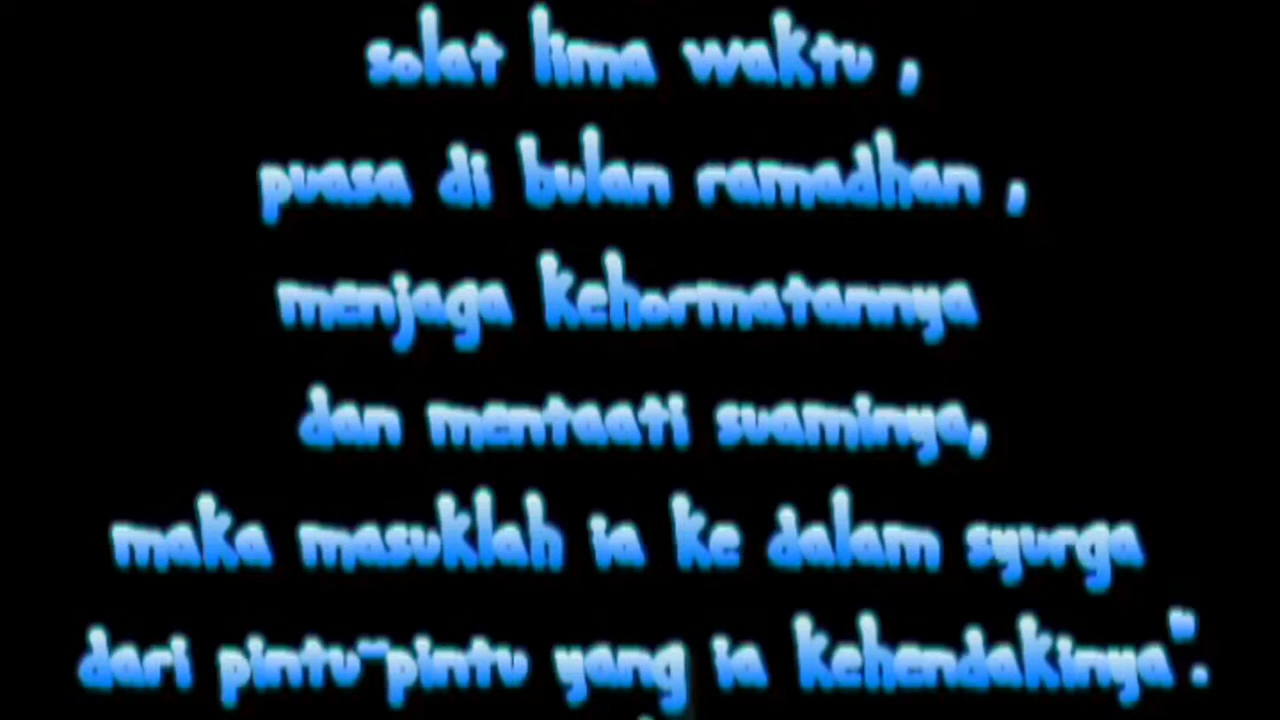 solat lima waktu ,
puasa di bulan ramadhan ,
menjaga kehormatannya
dan mentaati suaminya,
maka masuklah ia ke dalam syurga
dari pintu-pintu yang ia kehendakinya".